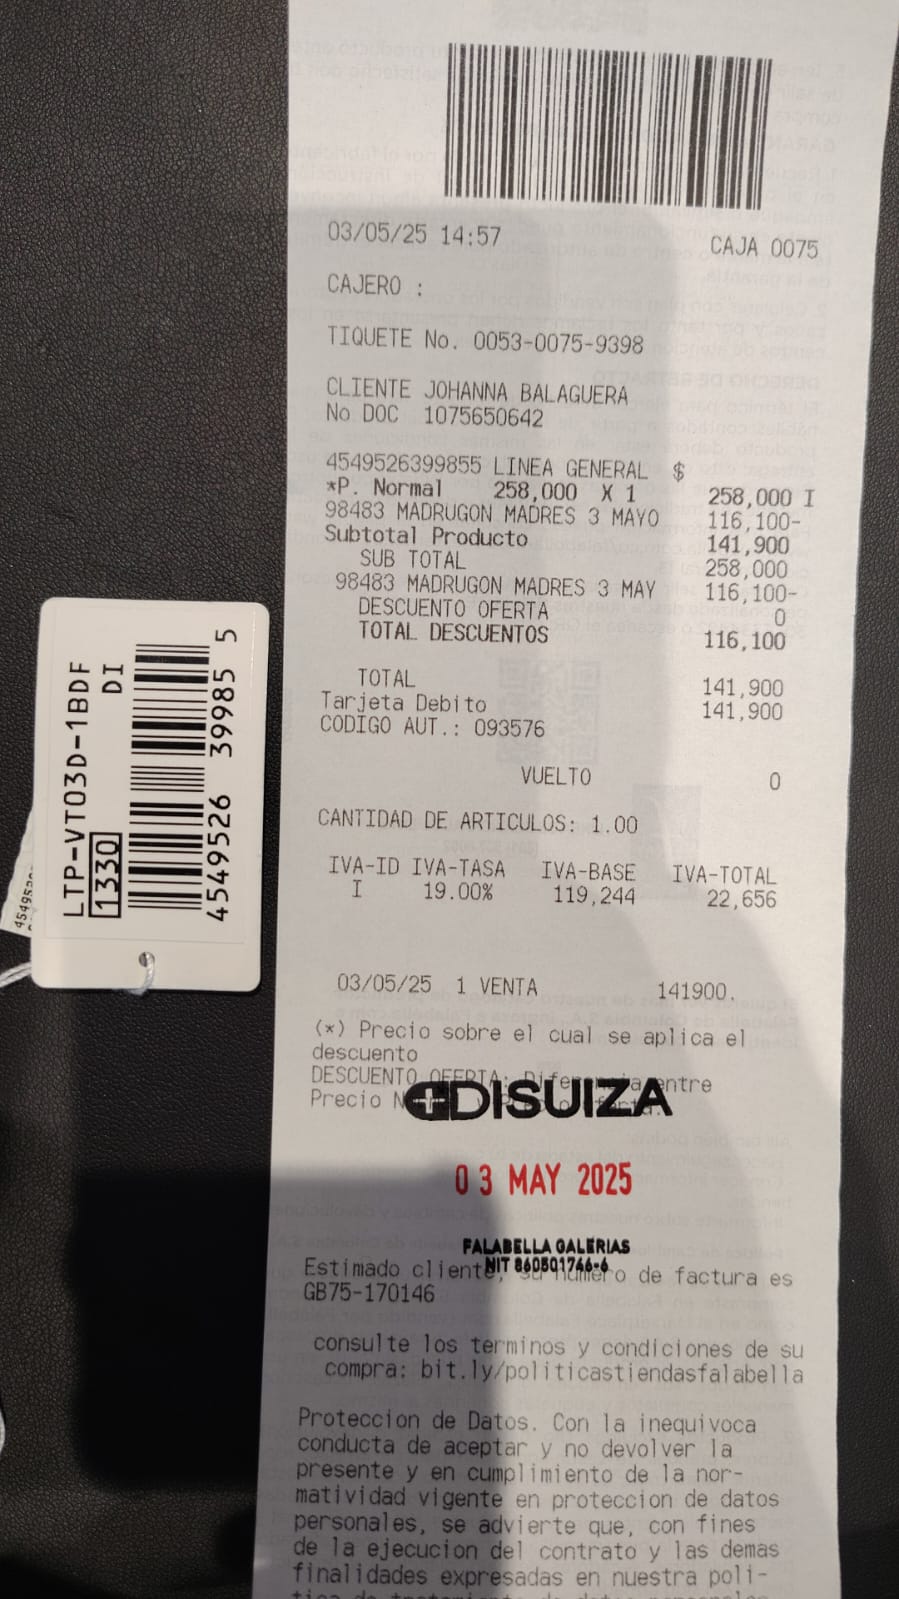 03/05/25 14:57 CAJA 0075
CAJERO :
TIQUETE No. 0053-0075-9398
CLIENTE JOHANNA BALAGUERA
No DOC 1075650642
4549526399855 LINEA GENERAL $
*P. Normal 258,000 X 1 258,000 I
98483 MADRUGON MADRES 3 MAYO 116,100-
Subtotal Producto 141,900
SUB TOTAL 258,000
98483 MADRUGON MADRES 3 MAY 116,100-
DESCUENTO OFERTA 0
TOTAL DESCUENTOS 116,100
TOTAL 141,900
Tarjeta Debito 141,900
CODIGO AUT.: 093576
VUELTO 0
CANTIDAD DE ARTICULOS: 1.00
IVA-ID IVA-TASA IVA-BASE IVA-TOTAL
I 19.00% 119,244 22,656
03/05/25 1 VENTA 141900.
(*) Precio sobre el cual se aplica el
descuento
DESCUENTO OFERTA: Diferencia entre
Precio
DISUIZA
03 MAY 2025
FALABELLA GALERIAS
NIT 860501746-6
Estimado cliente, su numero de factura es
GB75-170146
consulte los terminos y condiciones de su
compra: bit.ly/politicastiendasfalabella
Proteccion de Datos. Con la inequivoca
conducta de aceptar y no devolver la
presente y en cumplimiento de la nor-
matividad vigente en proteccion de datos
personales, se advierte que, con fines
de la ejecucion del contrato y las demas
finalidades expresadas en nuestra poli-
LTP-VT03D-1BDF
DI
1330
4549526 39985 5